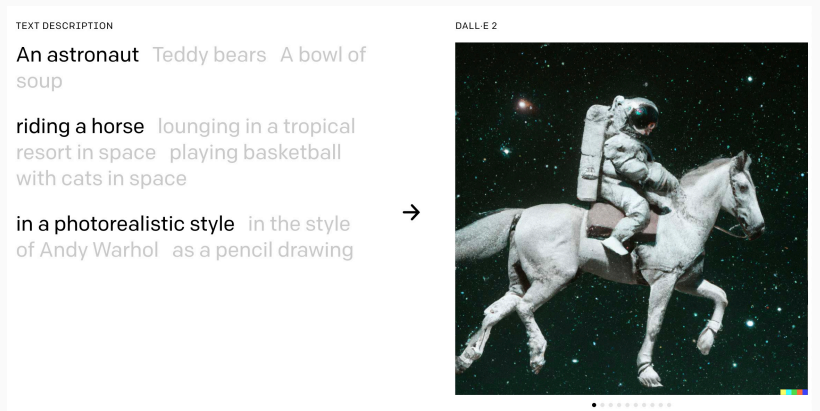 TEXT DESCRIPTION
An astronaut Teddy bears A bowl of
soup
riding a horse lounging in a tropical
resort in space playing basketball
with cats in space
in a photorealistic style in the style
of Andy Warhol as a pencil drawing
DALL·E 2